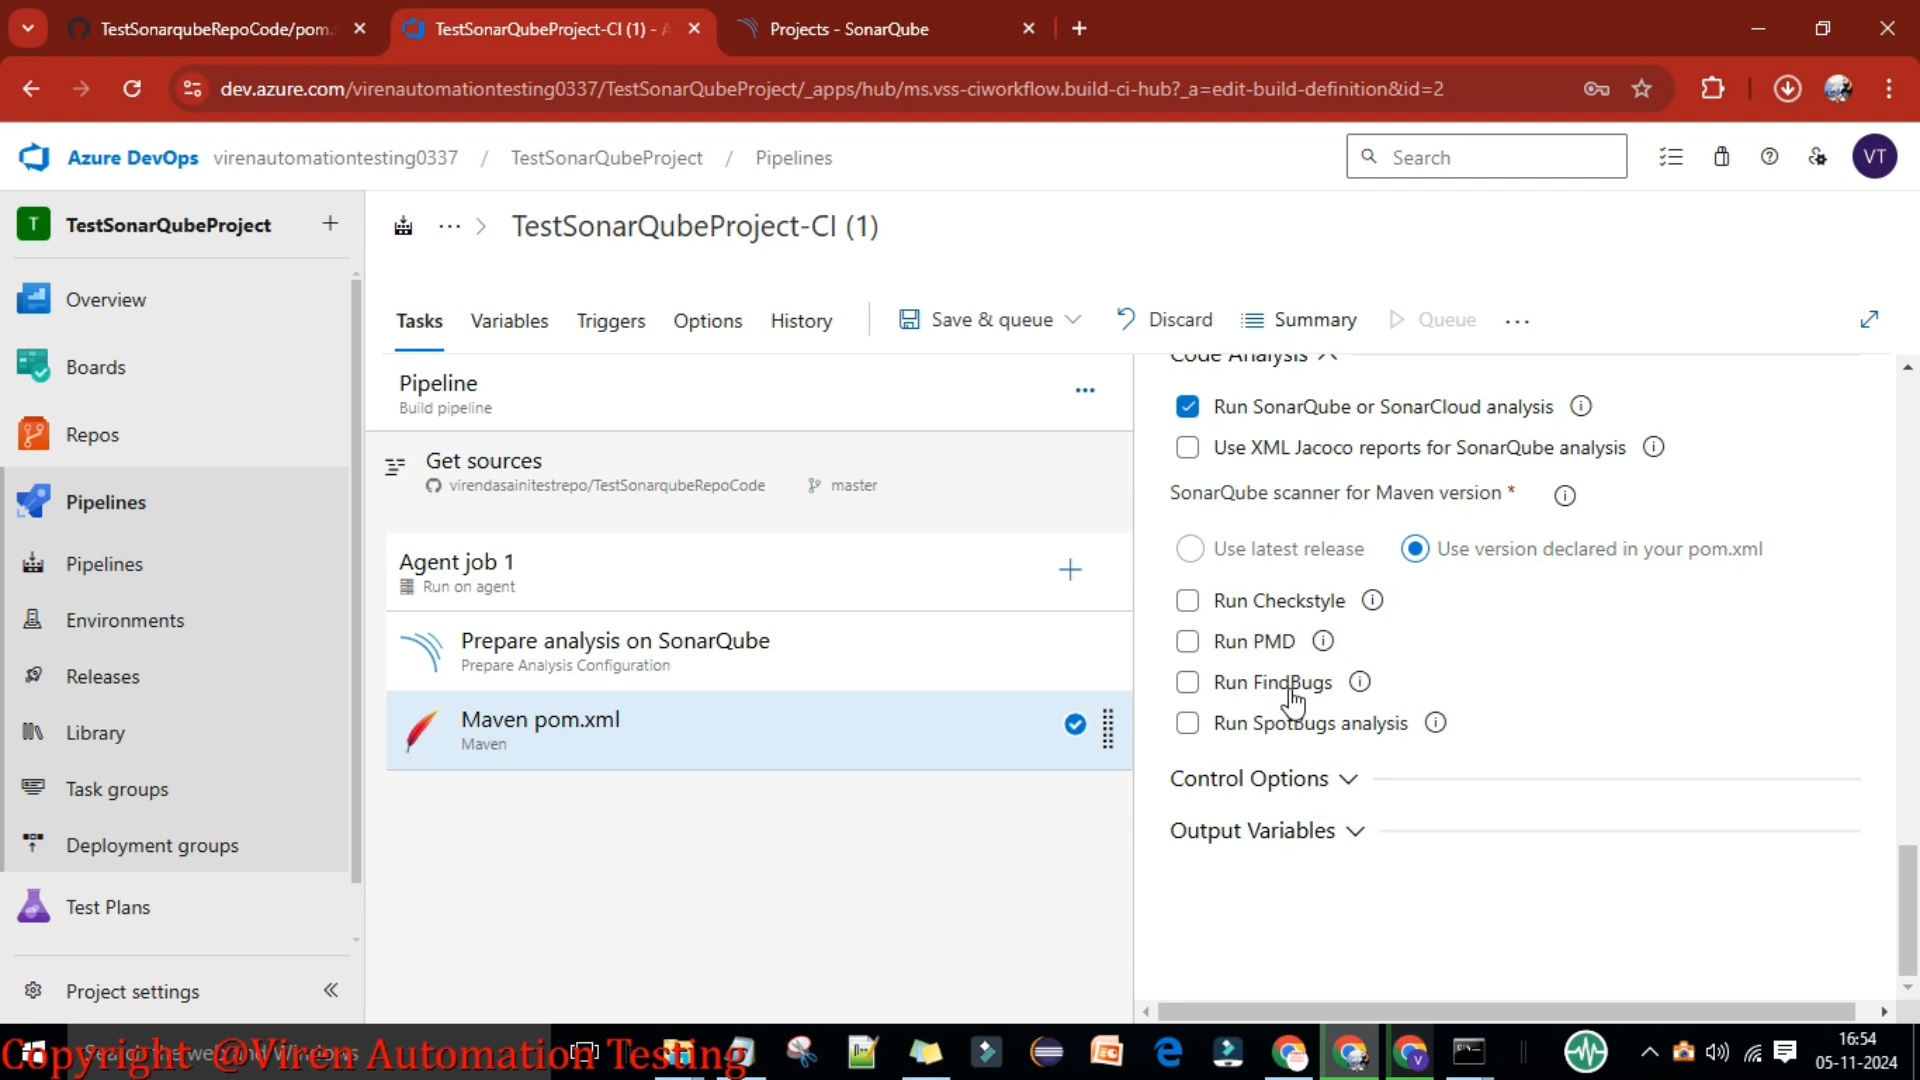 TestSonarqubeRepoCode/pom.
TestSonarQubeProject-CI (1) - A
Projects - SonarQube
dev.azure.com/virenautomationtesting0337/TestSonarQubeProject/_apps/hub/ms.vss-ciworkflow.build-ci-hub?_a=edit-build-definition&id=2
Azure DevOps virenautomationtesting0337 / TestSonarQubeProject / Pipelines
Search
VT
T TestSonarQubeProject
Overview
Boards
Repos
Pipelines
Pipelines
Environments
Releases
Library
Task groups
Deployment groups
Test Plans
Project settings
TestSonarQubeProject-CI (1)
Tasks Variables Triggers Options History Save & queue Discard Summary Queue
Pipeline
Build pipeline
Get sources
virendasainitestrepo/TestSonarqubeRepoCode master
Agent job 1
Run on agent
Prepare analysis on SonarQube
Prepare Analysis Configuration
Maven pom.xml
Maven
Code Analysis
Run SonarQube or SonarCloud analysis
Use XML Jacoco reports for SonarQube analysis
SonarQube scanner for Maven version *
Use latest release Use version declared in your pom.xml
Run Checkstyle
Run PMD
Run FindBugs
Run SpotBugs analysis
Control Options
Output Variables
Search the web and Windows
Copyright @Viren Automation Testing
16:54
05-11-2024